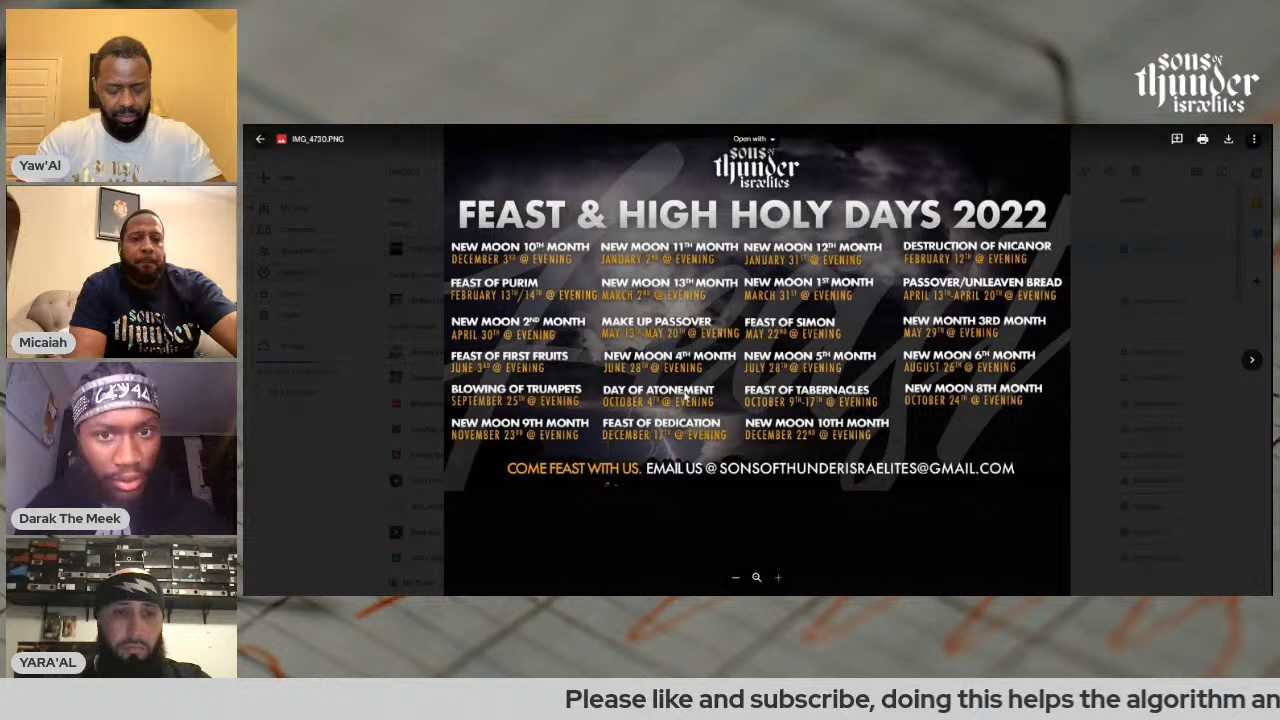 sons of
thunder
israelites
Yaw'Al
Micaiah
Darak The Meek
YARA'AL
IMG_4730.PNG
Open with
sons of
thunder
israelites
FEAST & HIGH HOLY DAYS 2022
NEW MOON 10TH MONTH
DECEMBER 3RD @ EVENING
NEW MOON 11TH MONTH
JANUARY 2ND @ EVENING
NEW MOON 12TH MONTH
JANUARY 31ST @ EVENING
DESTRUCTION OF NICANOR
FEBRUARY 12TH @ EVENING
FEAST OF PURIM
FEBRUARY 13TH/14TH @ EVENING
NEW MOON 13TH MONTH
MARCH 2ND @ EVENING
NEW MOON 1ST MONTH
MARCH 31ST @ EVENING
PASSOVER/UNLEAVEN BREAD
APRIL 13TH-APRIL 20TH @ EVENING
NEW MOON 2ND MONTH
APRIL 30TH @ EVENING
MAKE UP PASSOVER
MAY 13TH-MAY 20TH @ EVENING
FEAST OF SIMON
MAY 22ND @ EVENING
NEW MONTH 3RD MONTH
MAY 29TH @ EVENING
FEAST OF FIRST FRUITS
JUNE 3RD @ EVENING
NEW MOON 4TH MONTH
JUNE 28TH @ EVENING
NEW MOON 5TH MONTH
JULY 28TH @ EVENING
NEW MOON 6TH MONTH
AUGUST 26TH @ EVENING
BLOWING OF TRUMPETS
SEPTEMBER 25TH @ EVENING
DAY OF ATONEMENT
OCTOBER 4TH @ EVENING
FEAST OF TABERNACLES
OCTOBER 9TH-17TH @ EVENING
NEW MOON 8TH MONTH
OCTOBER 24TH @ EVENING
NEW MOON 9TH MONTH
NOVEMBER 23RD @ EVENING
FEAST OF DEDICATION
DECEMBER 17TH @ EVENING
NEW MOON 10TH MONTH
DECEMBER 22ND @ EVENING
COME FEAST WITH US. EMAIL US @ SONSOFTHUNDERISRAELITES@GMAIL.COM
Please like and subscribe, doing this helps the algorithm an